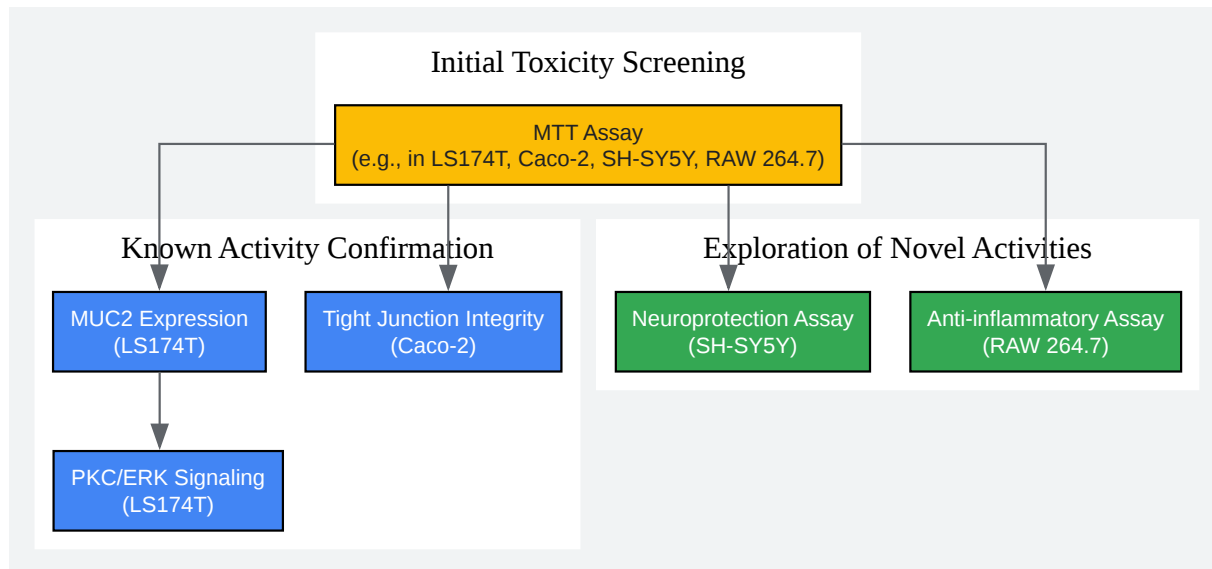 Initial Toxicity Screening
MTT Assay
(e.g., in LS174T, Caco-2, SH-SY5Y, RAW 264.7)
Known Activity Confirmation
MUC2 Expression
(LS174T)
Tight Junction Integrity
(Caco-2)
PKC/ERK Signaling
(LS174T)
Exploration of Novel Activities
Neuroprotection Assay
(SH-SY5Y)
Anti-inflammatory Assay
(RAW 264.7)